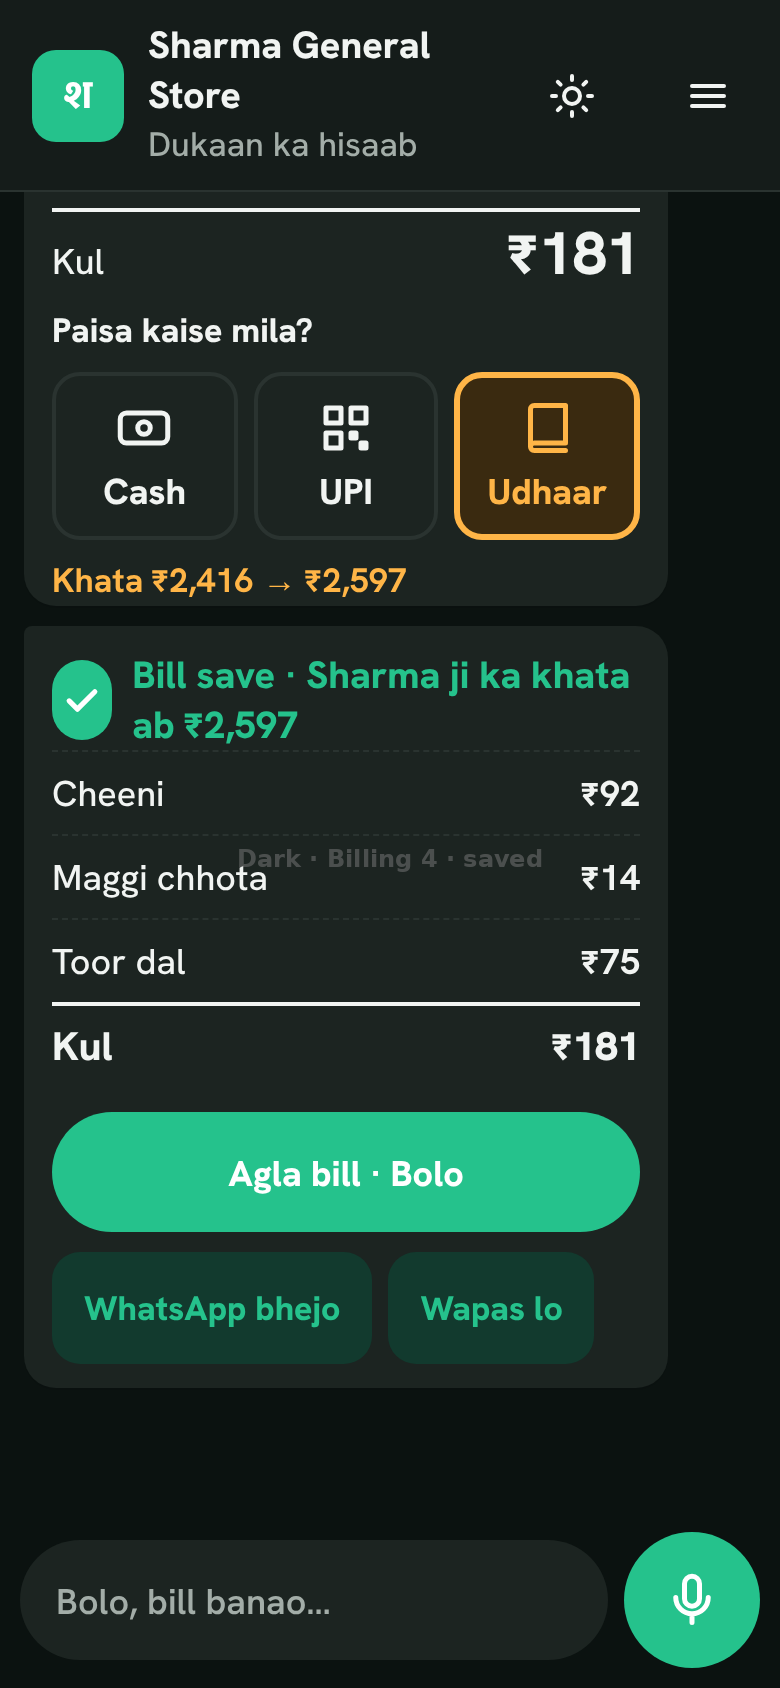 श
Sharma General
Store
Dukaan ka hisaab
Kul ₹181
Paisa kaise mila?
Cash UPI Udhaar
Khata ₹2,416 → ₹2,597
Bill save · Sharma ji ka khata
ab ₹2,597
Cheeni ₹92
Dark · Billing 4 · saved
Maggi chhota ₹14
Toor dal ₹75
Kul ₹181
Agla bill · Bolo
WhatsApp bhejo Wapas lo
Bolo, bill banao...